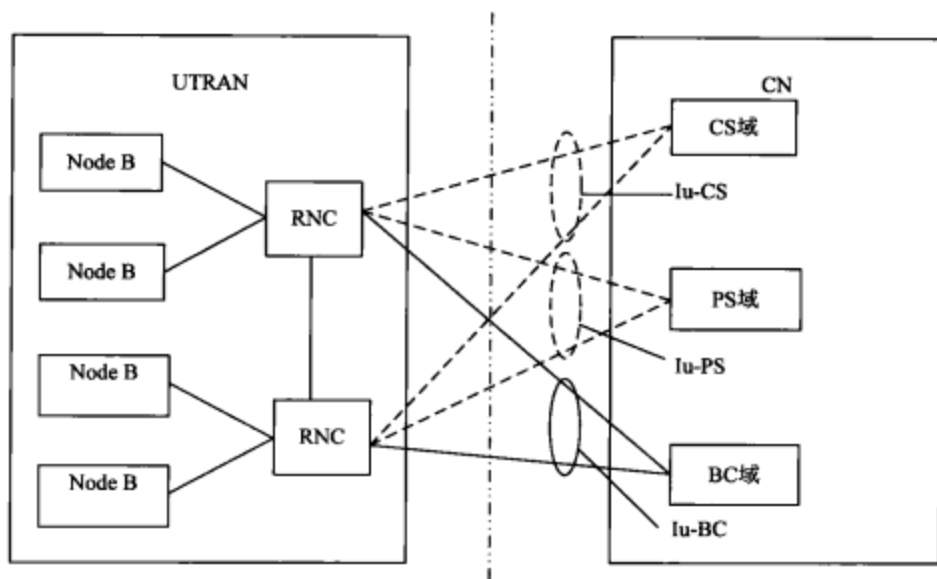 UTRAN
CN
Node B
Node B
RNC
Node B
Node B
RNC
CS域
Iu-CS
PS域
Iu-PS
BC域
Iu-BC